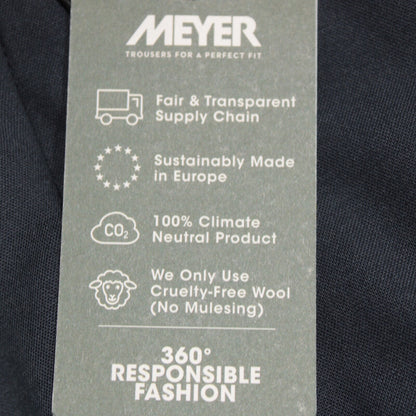 MEYER
TROUSERS FOR A PERFECT FIT
Fair & Transparent
Supply Chain
Sustainably Made
in Europe
CO₂
100% Climate
Neutral Product
We Only Use
Cruelty-Free Wool
(No Mulesing)
360°
RESPONSIBLE
FASHION